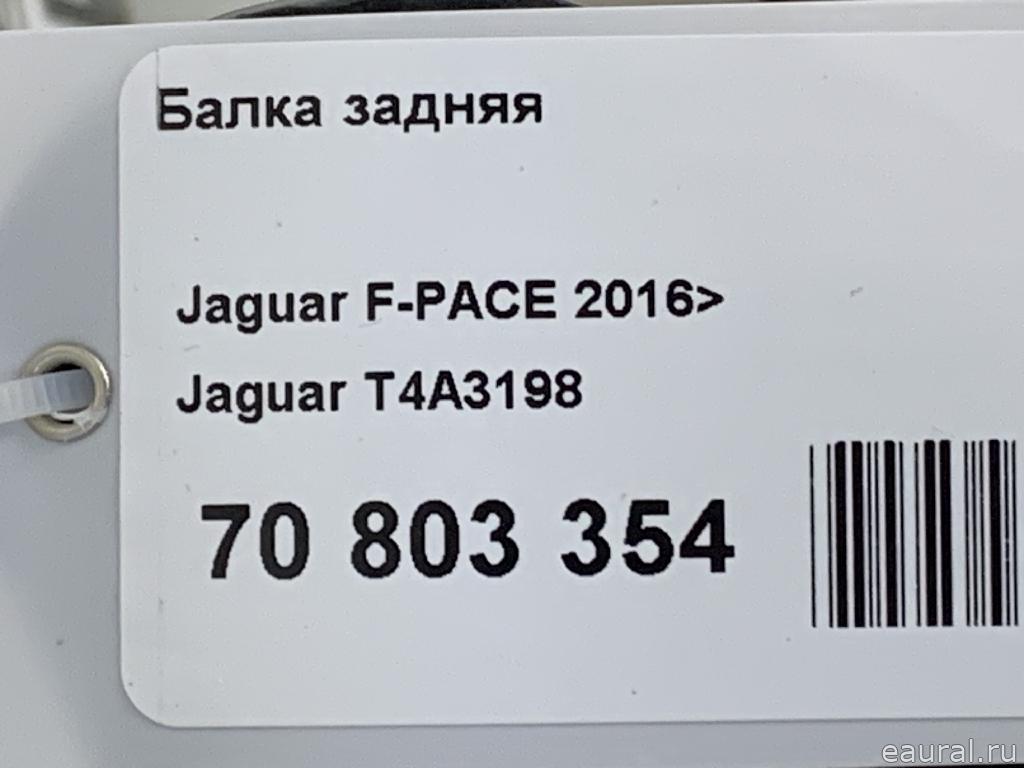 Балка задняя
Jaguar F-PACE 2016>
Jaguar T4A3198
70 803 354
eaural.ru